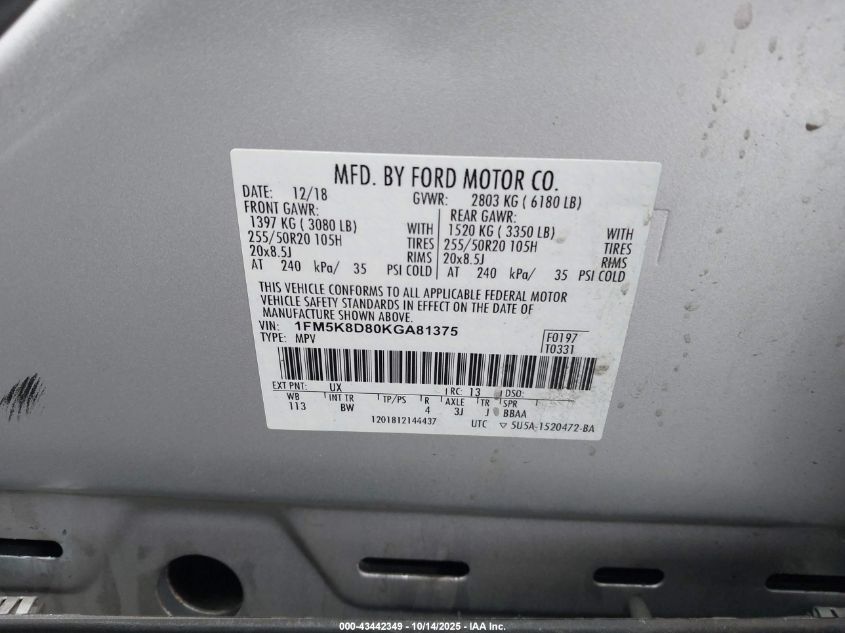 MFD. BY FORD MOTOR CO.
DATE: 12/18 GVWR: 2803 KG ( 6180 LB)
FRONT GAWR: REAR GAWR:
1397 KG ( 3080 LB) WITH 1520 KG ( 3350 LB) WITH
255/50R20 105H TIRES 255/50R20 105H TIRES
20x8.5J RIMS 20x8.5J RIMS
AT 240 kPa/ 35 PSI COLD AT 240 kPa/ 35 PSI COLD
THIS VEHICLE CONFORMS TO ALL APPLICABLE FEDERAL MOTOR
VEHICLE SAFETY STANDARDS IN EFFECT ON THE DATE OF
MANUFACTURE SHOWN ABOVE.
VIN: 1FM5K8D80KGA81375 F0197
TYPE: MPV T0331
EXT PNT: UX RC: 13 DSO:
WB INT TR TP/PS R AXLE TR SPR
113 BW 4 3J J BBAA
1201812144437 UTC ▽ 5U5A-1520472-BA
000-43442349 - 10/14/2025 - IAA Inc.